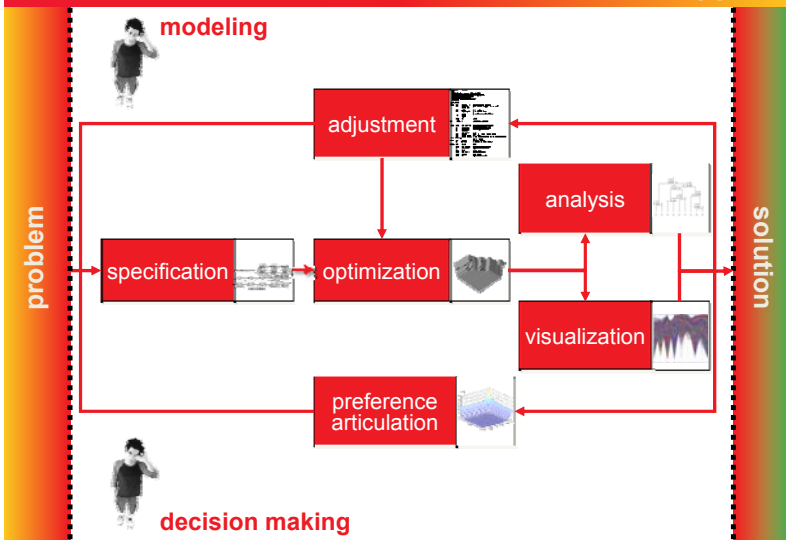 modeling
adjustment
analysis
problem
solution
specification
optimization
visualization
preference
articulation
decision making